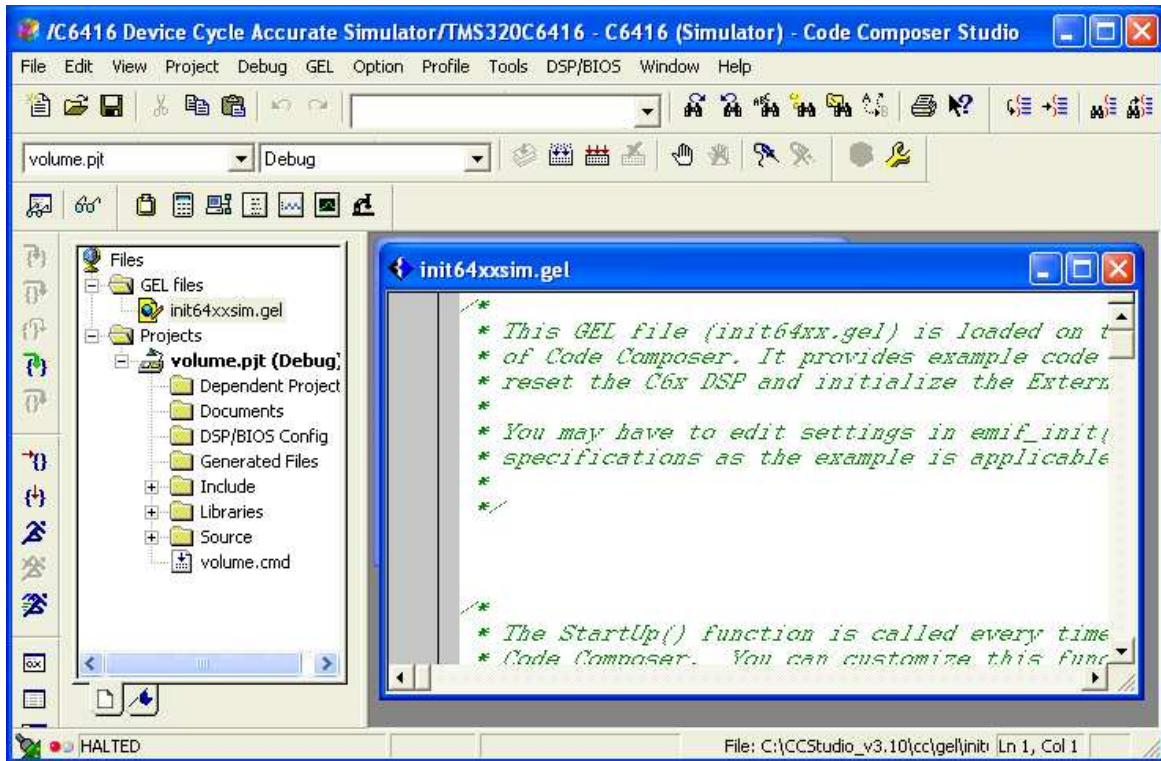 /C6416 Device Cycle Accurate Simulator/TMS320C6416 - C6416 (Simulator) - Code Composer Studio
File Edit View Project Debug GEL Option Profile Tools DSP/BIOS Window Help
volume.pjt Debug
Files
GEL files
init64xxsim.gel
Projects
volume.pjt (Debug)
Dependent Project
Documents
DSP/BIOS Config
Generated Files
Include
Libraries
Source
volume.cmd
init64xxsim.gel
/*
* This GEL file (init64xx.gel) is loaded on t
* of Code Composer. It provides example code
* reset the C6x DSP and initialize the Extern
*
* You may have to edit settings in emif_init(
* specifications as the example is applicable
*
*/
/*
* The StartUp() function is called every time
* Code Composer. You can customize this func
HALTED
File: C:\CCStudio_v3.10\cc\gel\init Ln 1, Col 1